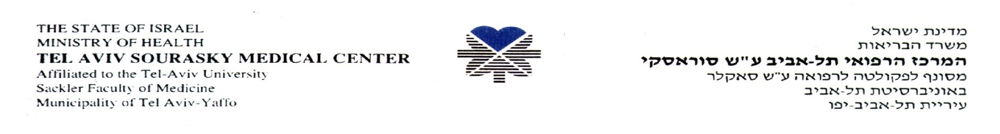 THE STATE OF ISRAEL
MINISTRY OF HEALTH
TEL AVIV SOURASKY MEDICAL CENTER
Affiliated to the Tel-Aviv University
Sackler Faculty of Medicine
Municipality of Tel Aviv-Yaffo
מדינת ישראל
משרד הבריאות
המרכז הרפואי תל-אביב ע"ש סוראסקי
מסונף לפקולטה לרפואה ע"ש סאקלר
באוניברסיטת תל-אביב
עיריית תל-אביב-יפו